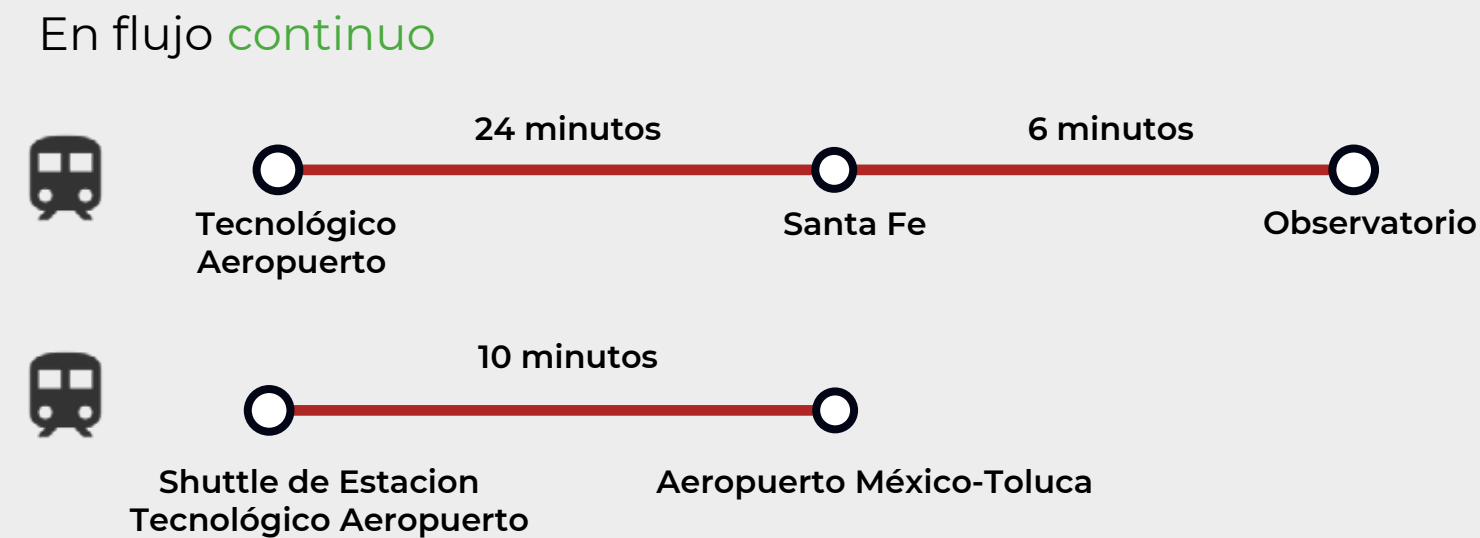 En flujo continuo
24 minutos
6 minutos
Tecnológico
Aeropuerto
Santa Fe
Observatorio
10 minutos
Shuttle de Estacion
Tecnológico Aeropuerto
Aeropuerto México-Toluca